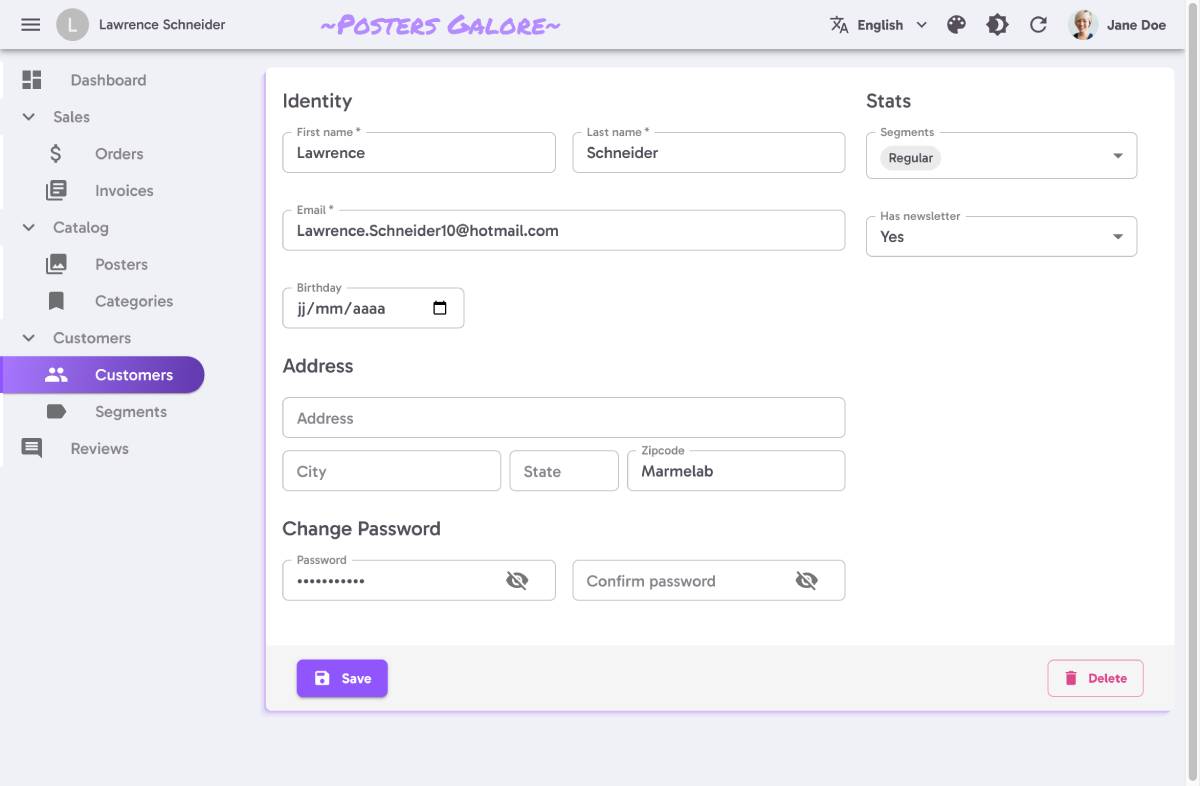 L
Lawrence Schneider
~Posters Galore~
English
Jane Doe
Dashboard
Sales
Orders
Invoices
Catalog
Posters
Categories
Customers
Customers
Segments
Reviews
Identity
First name *
Lawrence
Last name *
Schneider
Email *
Lawrence.Schneider10@hotmail.com
Birthday
jj/mm/aaaa
Stats
Segments
Regular
Has newsletter
Yes
Address
Address
City
State
Zipcode
Marmelab
Change Password
Password
•••••••••••
Confirm password
Save
Delete